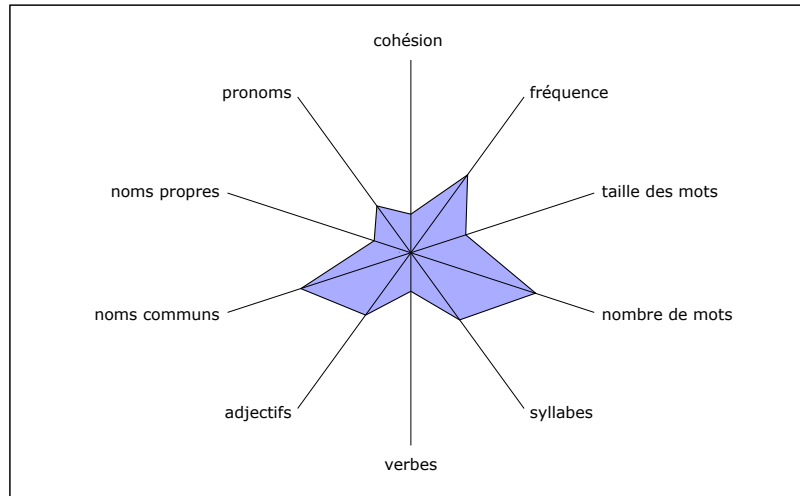 cohésion
pronoms
fréquence
noms propres
taille des mots
noms communs
nombre de mots
adjectifs
syllabes
verbes